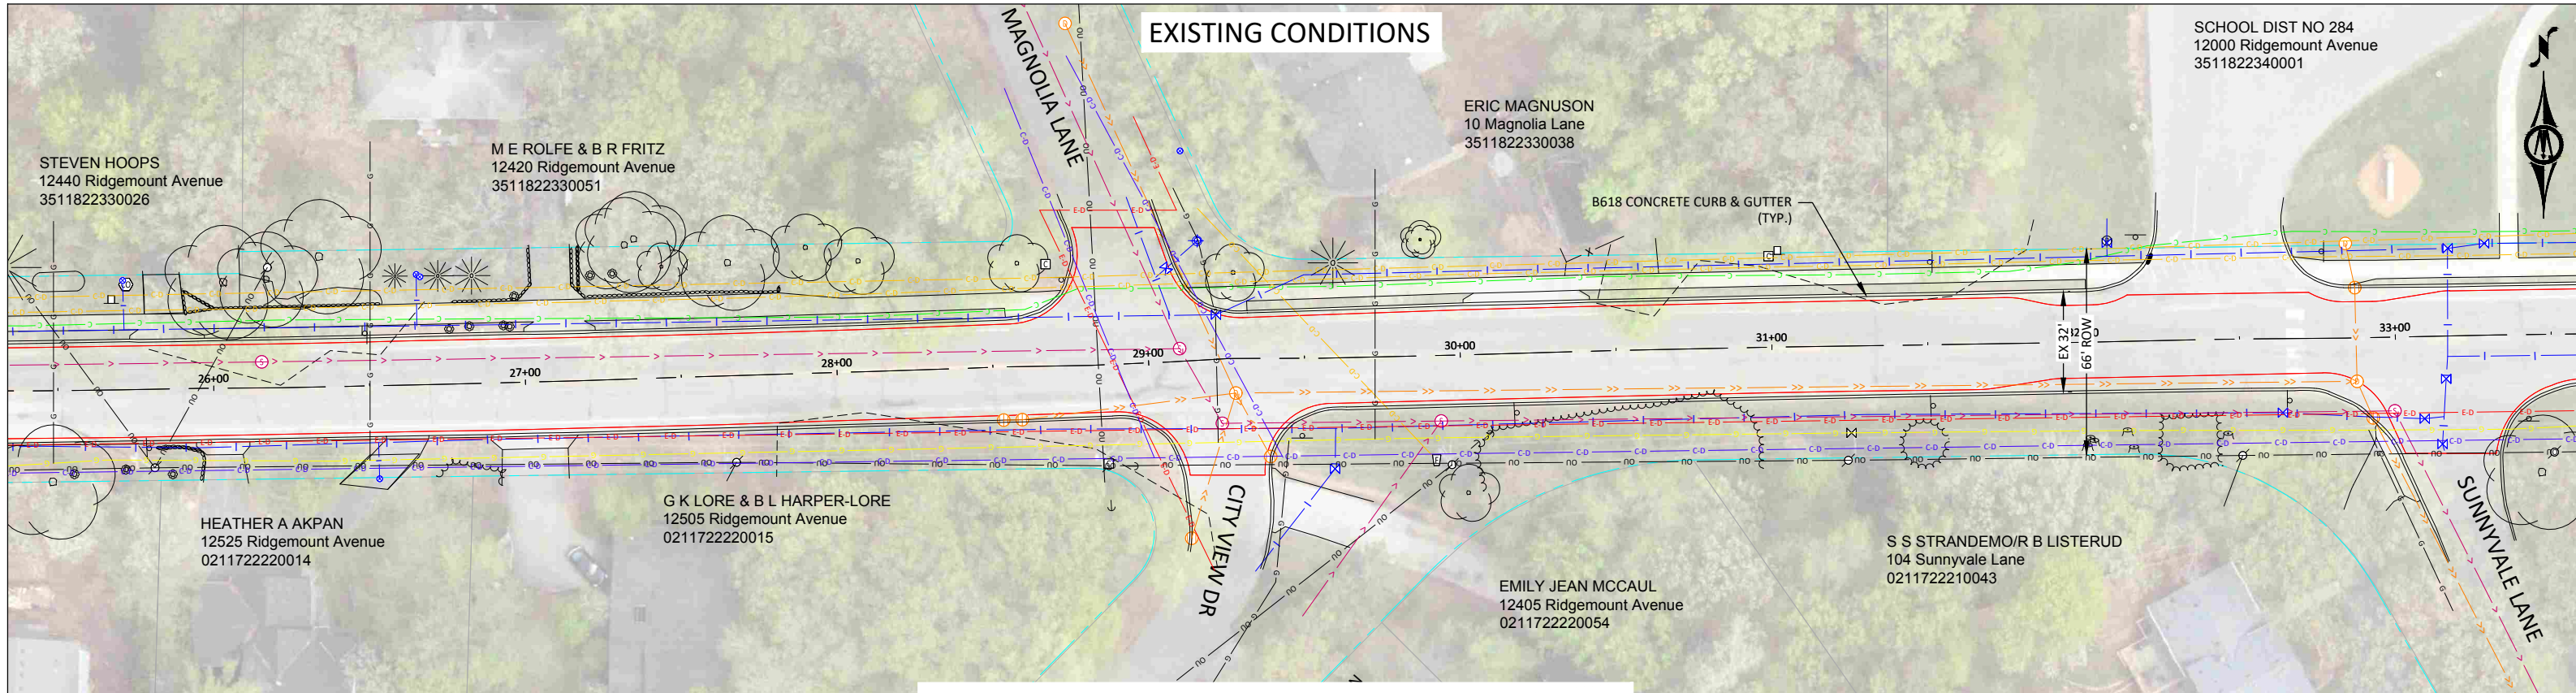 EXISTING CONDITIONS
SCHOOL DIST NO 284
12000 Ridgemount Avenue
3511822340001
N
MAGNOLIA LANE
ERIC MAGNUSON
10 Magnolia Lane
3511822330038
STEVEN HOOPS
12440 Ridgemount Avenue
3511822330026
M E ROLFE & B R FRITZ
12420 Ridgemount Avenue
3511822330051
B618 CONCRETE CURB & GUTTER
(TYP.)
26+00
27+00
28+00
29+00
30+00
31+00
33+00
EX 32'
66' ROW
HEATHER A AKPAN
12525 Ridgemount Avenue
0211722220014
G K LORE & B L HARPER-LORE
12505 Ridgemount Avenue
0211722220015
CITY VIEW DR
EMILY JEAN MCCAUL
12405 Ridgemount Avenue
0211722220054
S S STRANDEMO/R B LISTERUD
104 Sunnyvale Lane
0211722210043
SUNNYVALE LANE